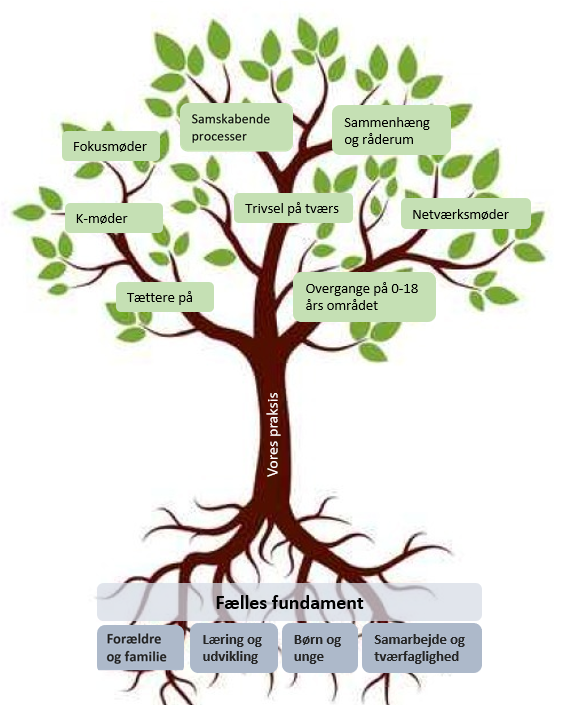 Samskabende
processer
Sammenhæng
og råderum
Fokusmøder
K-møder
Trivsel på tværs
Netværksmøder
Tættere på
Overgange på 0-18
års området
Vores praksis
Fælles fundament
Forældre
og familie
Læring og
udvikling
Børn og
unge
Samarbejde og
tværfaglighed